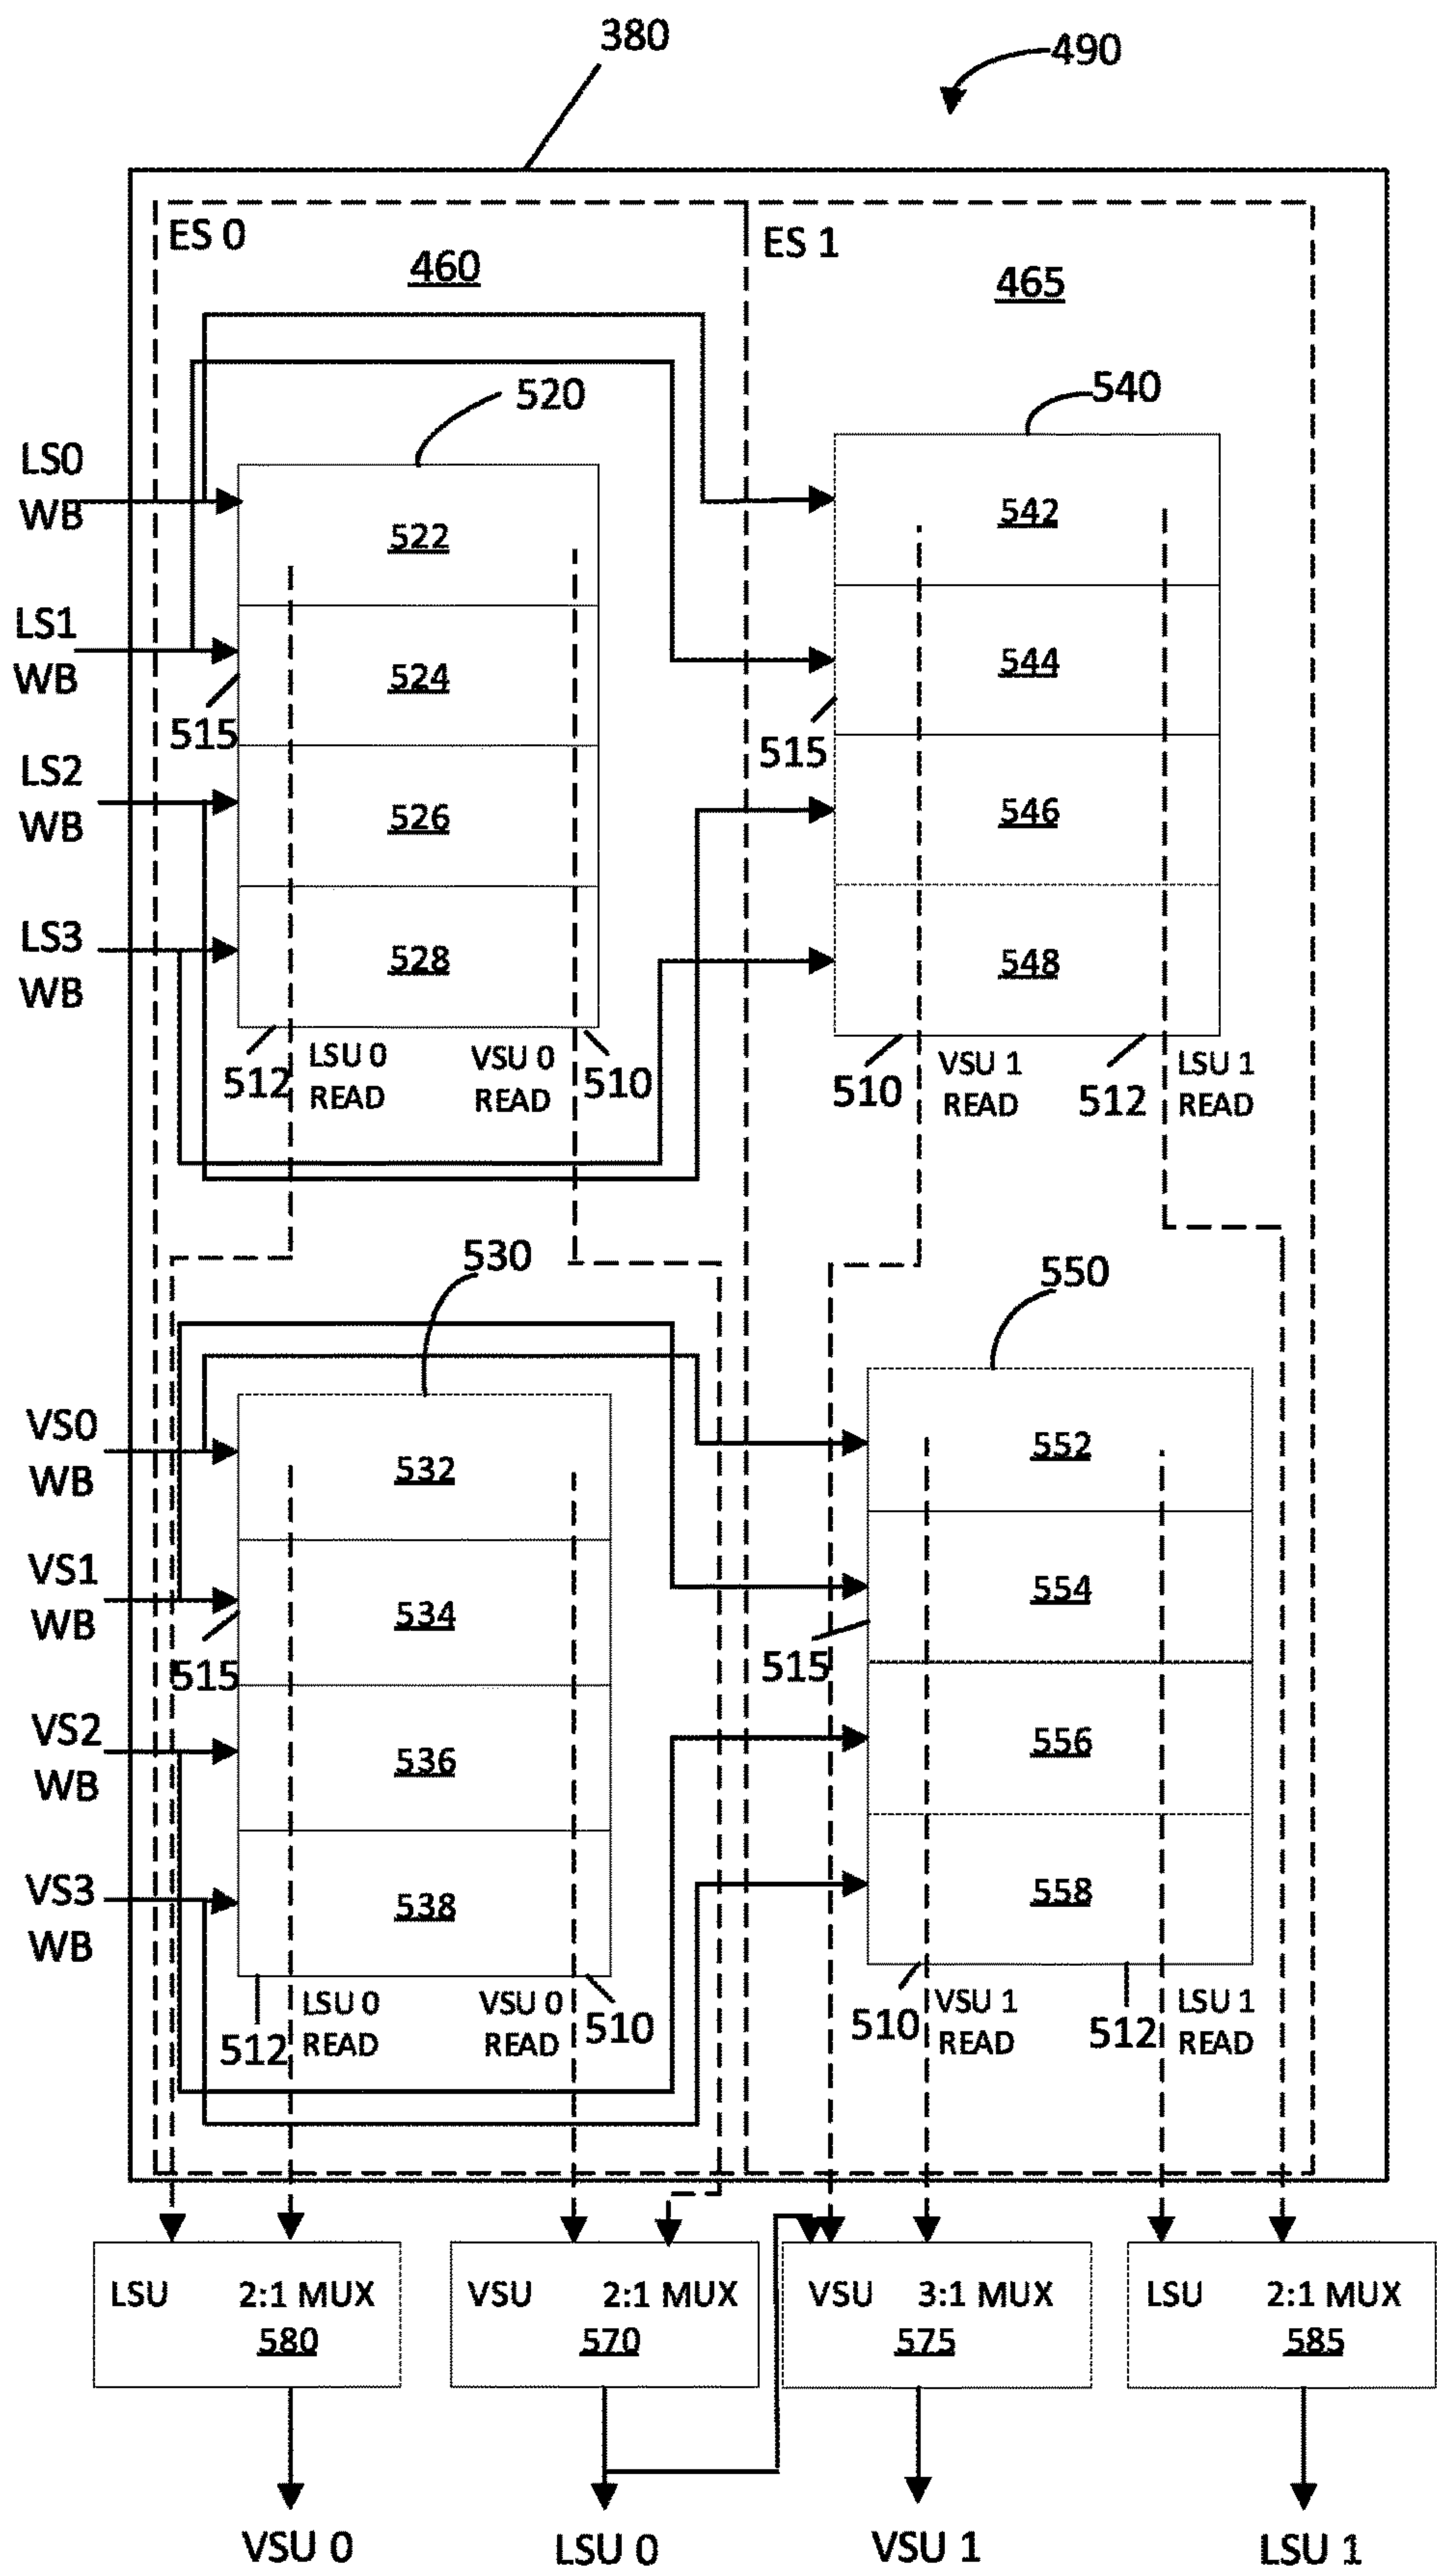 380
490
ES 0
ES 1
460
465
520
540
LS0
WB
522
542
LS1
WB
524
544
515
515
LS2
WB
526
546
LS3
WB
528
548
512
LSU 0
READ
VSU 0
READ
510
510
VSU 1
READ
512
LSU 1
READ
530
550
VS0
WB
532
552
VS1
WB
534
554
515
515
VS2
WB
536
556
VS3
WB
538
558
512
LSU 0
READ
VSU 0
READ
510
510
VSU 1
READ
512
LSU 1
READ
LSU 2:1 MUX
580
VSU 2:1 MUX
570
VSU 3:1 MUX
575
LSU 2:1 MUX
585
VSU 0
LSU 0
VSU 1
LSU 1